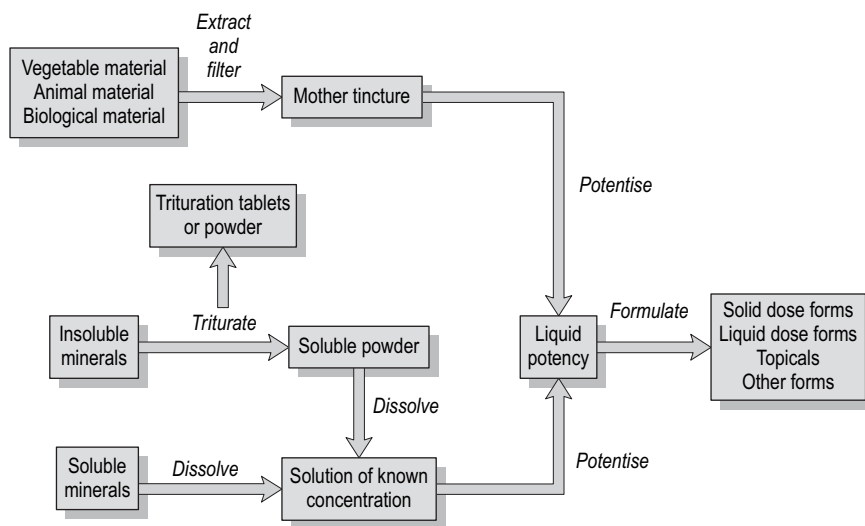 Extract
and
filter
Vegetable material
Animal material
Biological material
Mother tincture
Potentise
Trituration tablets
or powder
Insoluble
minerals
Triturate
Soluble powder
Liquid
potency
Formulate
Solid dose forms
Liquid dose forms
Topicals
Other forms
Dissolve
Soluble
minerals
Dissolve
Solution of known
concentration
Potentise